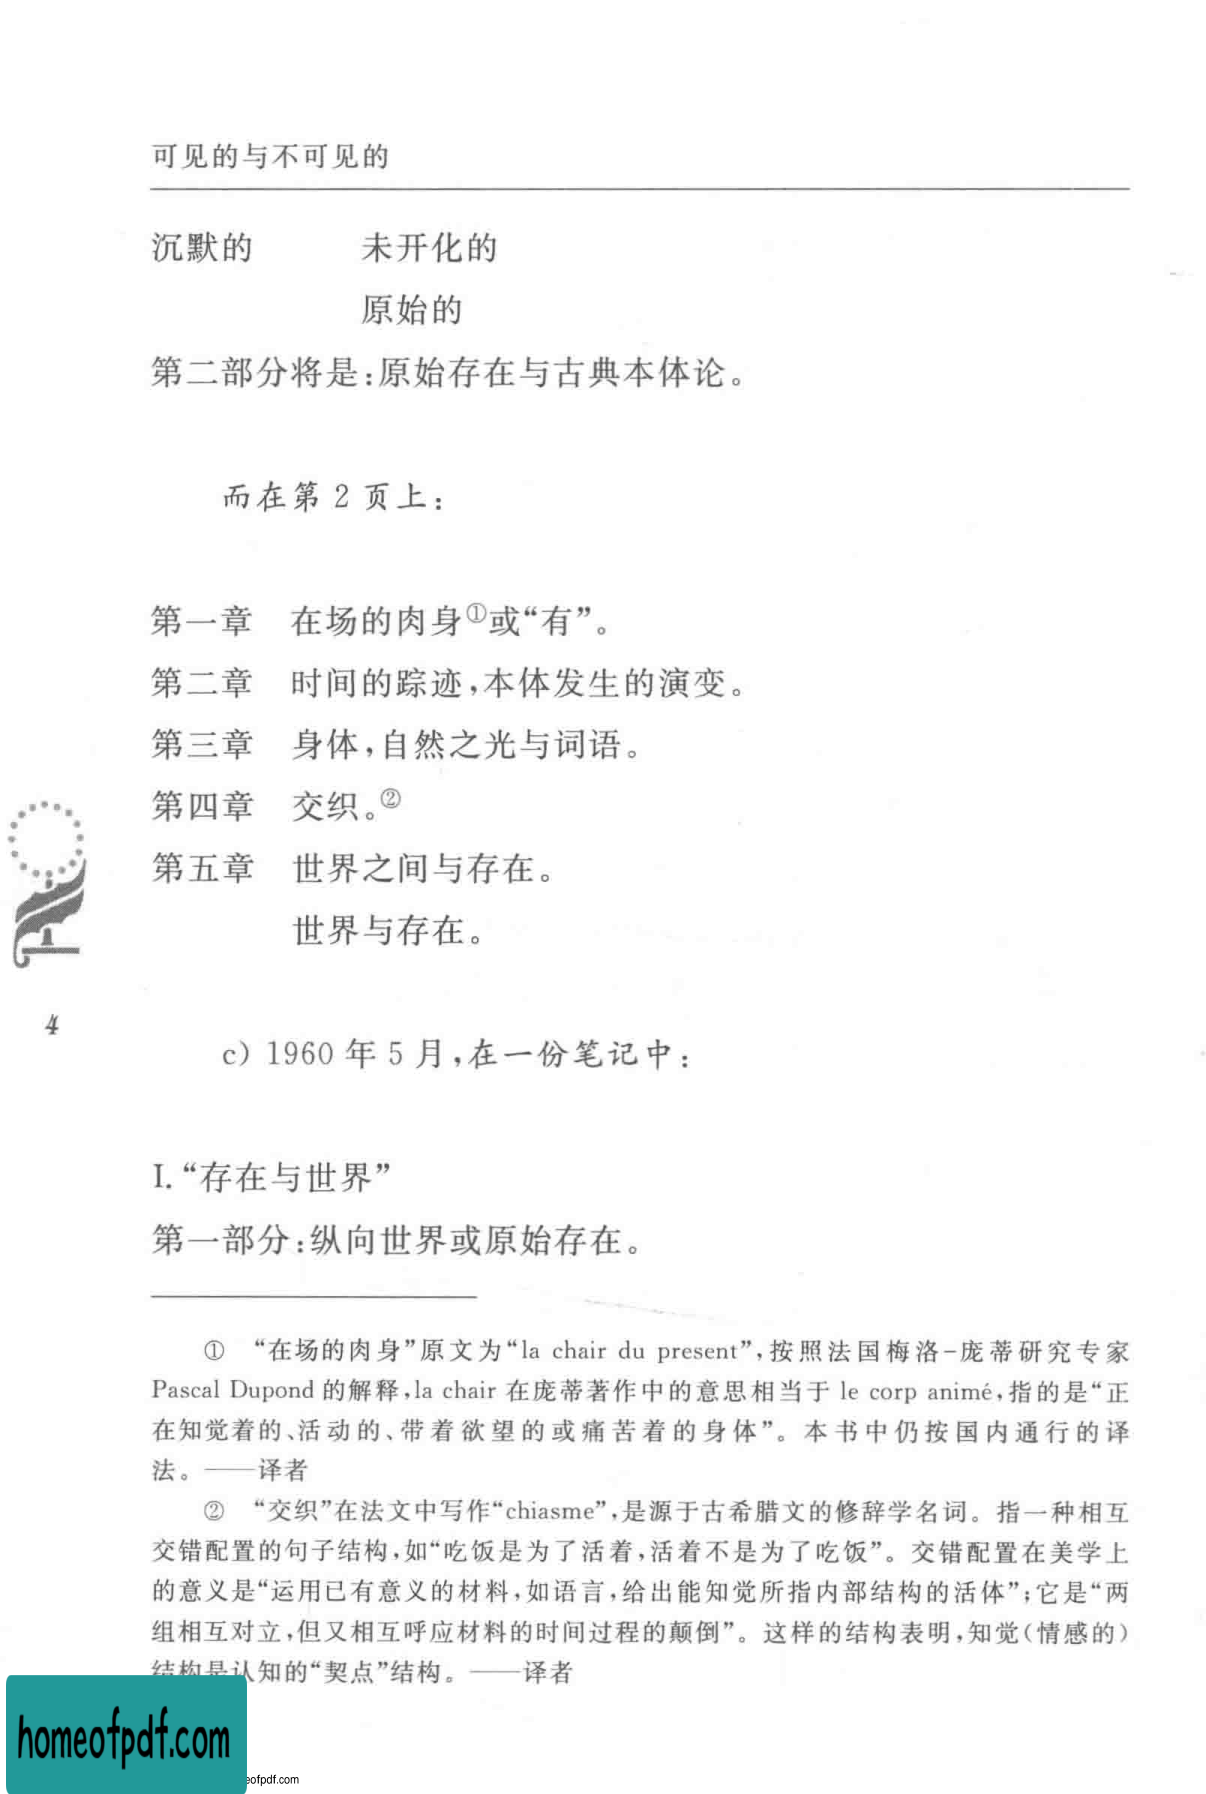 可见的与不可见的
沉默的 未开化的
原始的
第二部分将是:原始存在与古典本体论。
而在第 2 页上:
第一章 在场的肉身①或“有”。
第二章 时间的踪迹,本体发生的演变。
第三章 身体,自然之光与词语。
第四章 交织。②
第五章 世界之间与存在。
世界与存在。
4
c) 1960 年 5 月,在一份笔记中:
I. “存在与世界”
第一部分:纵向世界或原始存在。
① “在场的肉身”原文为“la chair du present”,按照法国梅洛-庞蒂研究专家
Pascal Dupond 的解释,la chair 在庞蒂著作中的意思相当于 le corp animé,指的是“正
在知觉着的、活动的、带着欲望的或痛苦着的身体”。本书中仍按国内通行的译
法。——译者
② “交织”在法文中写作“chiasme”,是源于古希腊文的修辞学名词。指一种相互
交错配置的句子结构,如“吃饭是为了活着,活着不是为了吃饭”。交错配置在美学上
的意义是“运用已有意义的材料,如语言,给出能知觉所指内部结构的活体”;它是“两
组相互对立,但又相互呼应材料的时间过程的颠倒”。这样的结构表明,知觉(情感的)
结构是认知的“契点”结构。——译者
homeofpdf.com
eofpdf.com